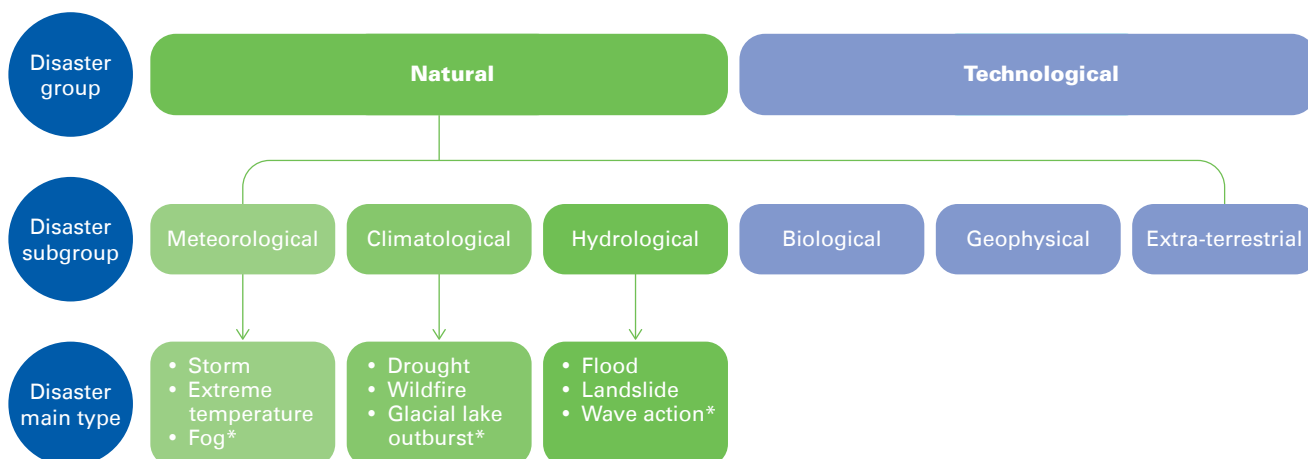 Disaster
group
Natural
Technological
Disaster
subgroup
Meteorological
Climatological
Hydrological
Biological
Geophysical
Extra-terrestrial
Disaster
main type
• Storm
• Extreme
temperature
• Fog*
• Drought
• Wildfire
• Glacial lake
outburst*
• Flood
• Landslide
• Wave action*